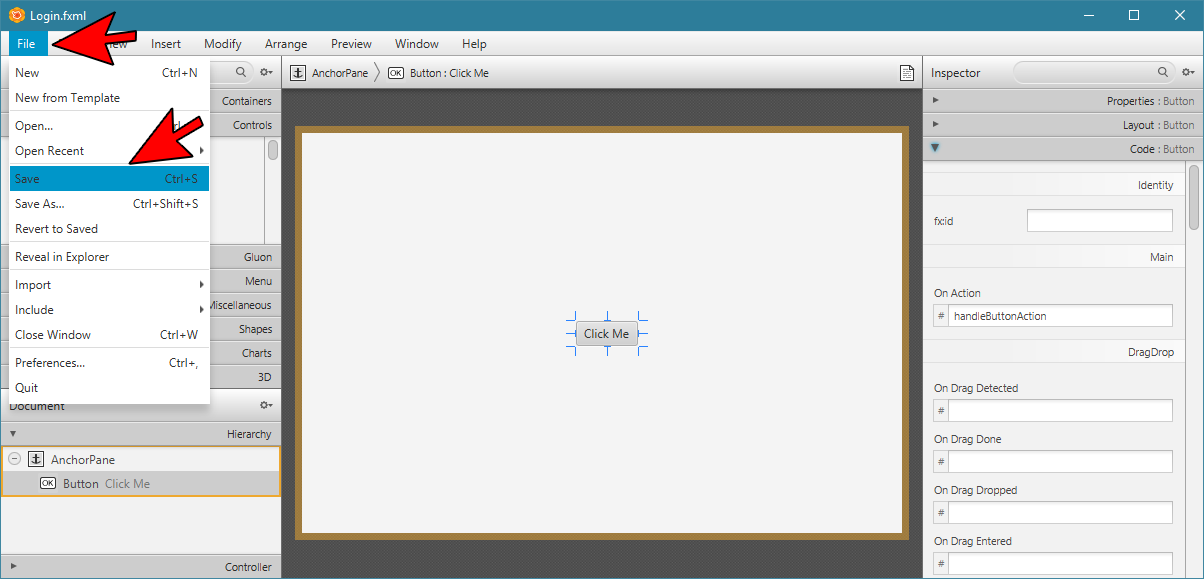 Login.fxml
File
Insert
Modify
Arrange
Preview
Window
Help
New Ctrl+N
New from Template
Open...
Open Recent
Save Ctrl+S
Save As... Ctrl+Shift+S
Revert to Saved
Reveal in Explorer
Import
Include
Close Window Ctrl+W
Preferences... Ctrl+,
Quit
Containers
Controls
Gluon
Menu
Miscellaneous
Shapes
Charts
3D
Document
Hierarchy
AnchorPane
OK Button Click Me
Controller
AnchorPane OK Button : Click Me
Click Me
Inspector
Properties : Button
Layout : Button
Code : Button
Identity
fx:id
Main
On Action
# handleButtonAction
DragDrop
On Drag Detected
#
On Drag Done
#
On Drag Dropped
#
On Drag Entered
#